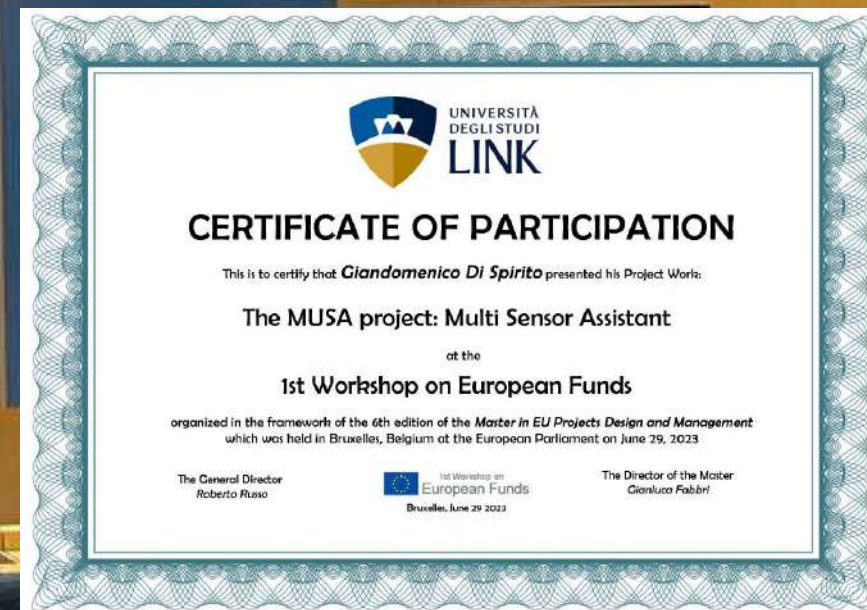 UNIVERSITÀ
DEGLI STUDI
LINK
CERTIFICATE OF PARTICIPATION
This is to certify that Giandomenico Di Spirito presented his Project Work:
The MUSA project: Multi Sensor Assistant
at the
1st Workshop on European Funds
organized in the framework of the 6th edition of the Master in EU Projects Design and Management
which was held in Bruxelles, Belgium at the European Parliament on June 29, 2023
The General Director
Roberto Russo
1st Workshop on
European Funds
Bruxelles, June 29 2023
The Director of the Master
Gianluca Fabbri